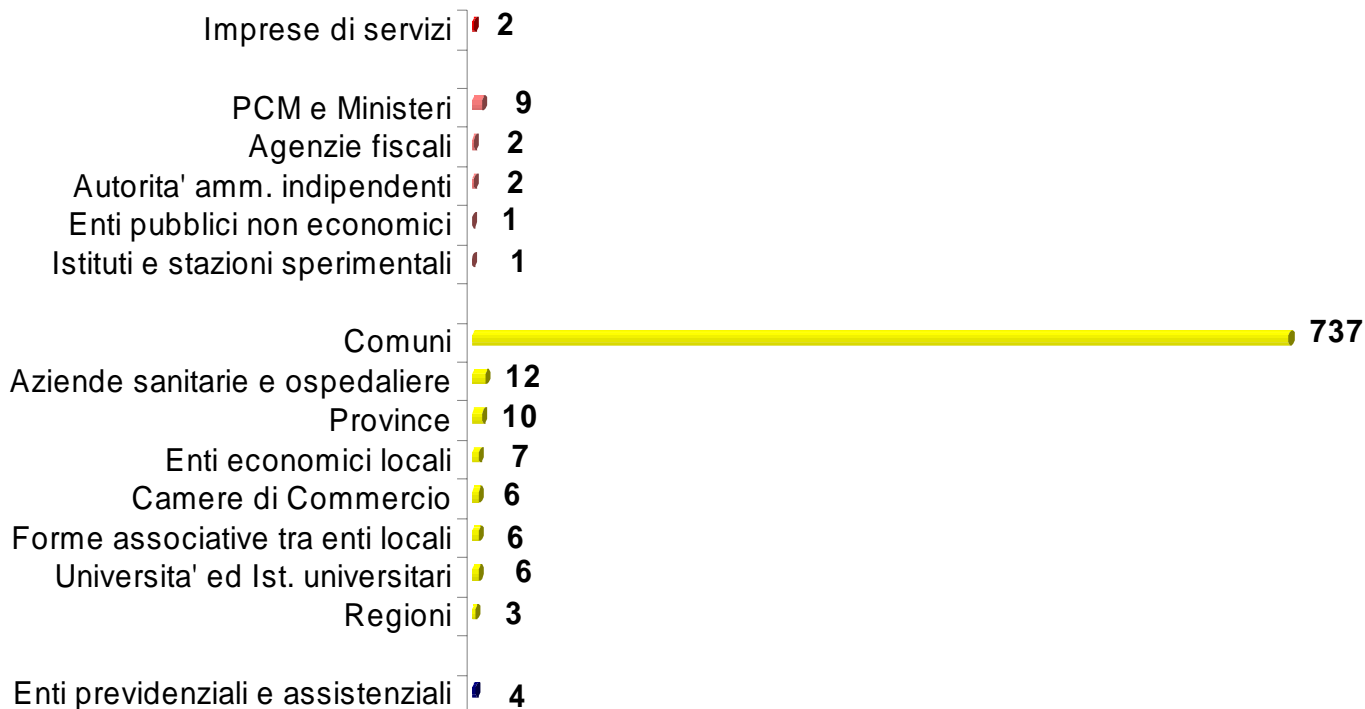 Imprese di servizi 2
PCM e Ministeri 9
Agenzie fiscali 2
Autorita' amm. indipendenti 2
Enti pubblici non economici 1
Istituti e stazioni sperimentali 1
Comuni 737
Aziende sanitarie e ospedaliere 12
Province 10
Enti economici locali 7
Camere di Commercio 6
Forme associative tra enti locali 6
Universita' ed Ist. universitari 6
Regioni 3
Enti previdenziali e assistenziali 4